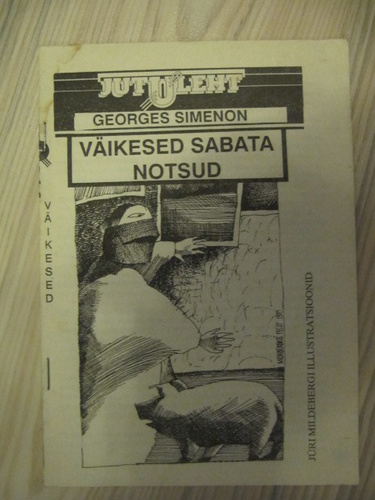 JUTULEHT
GEORGES SIMENON
VÄIKESED SABATA
NOTSUD
VÄIKESED
JÜRI MILDEBERGI ILLUSTRATSIOONID